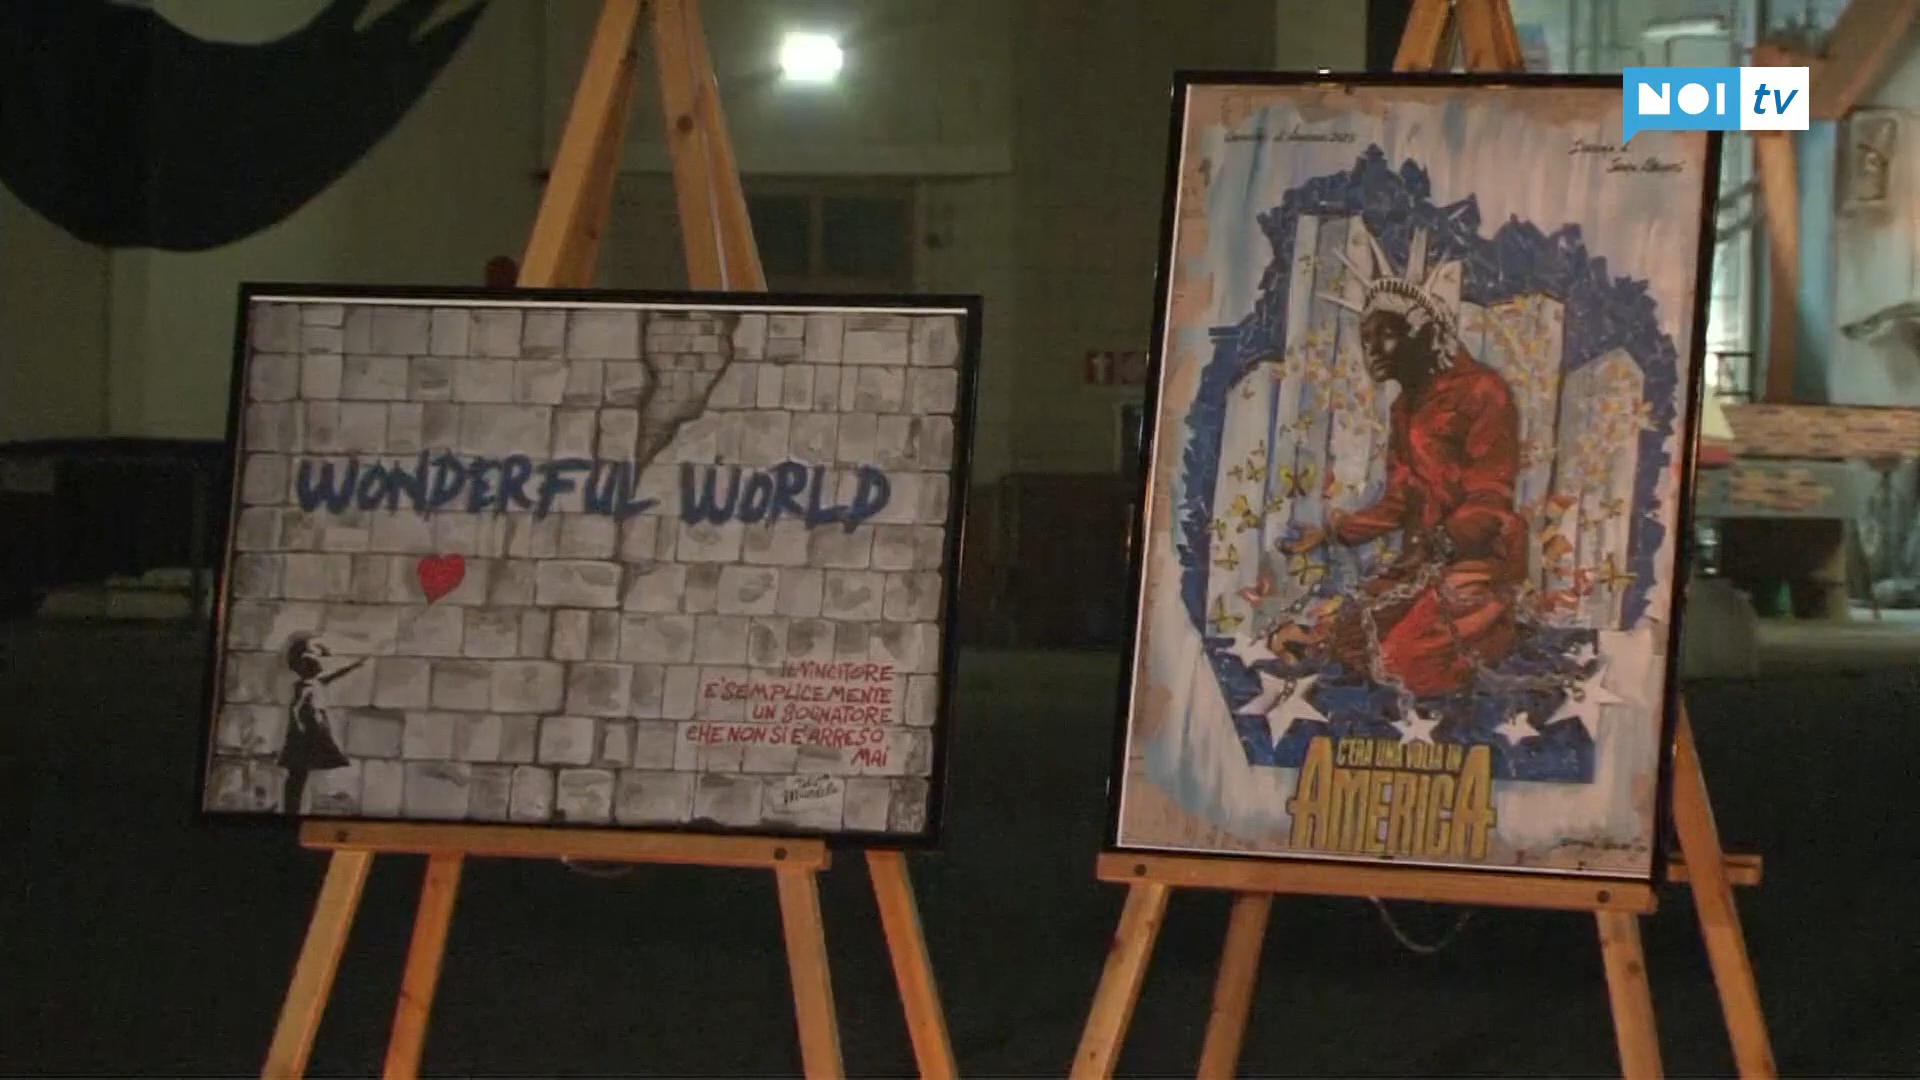 NOI tv
WONDERFUL WORLD
IL VINCITORE
E' SEMPLICEMENTE
UN SOGNATORE
CHE NON SI E' ARRESO
MAI
C'ERA UNA VOLTA IN
AMERICA